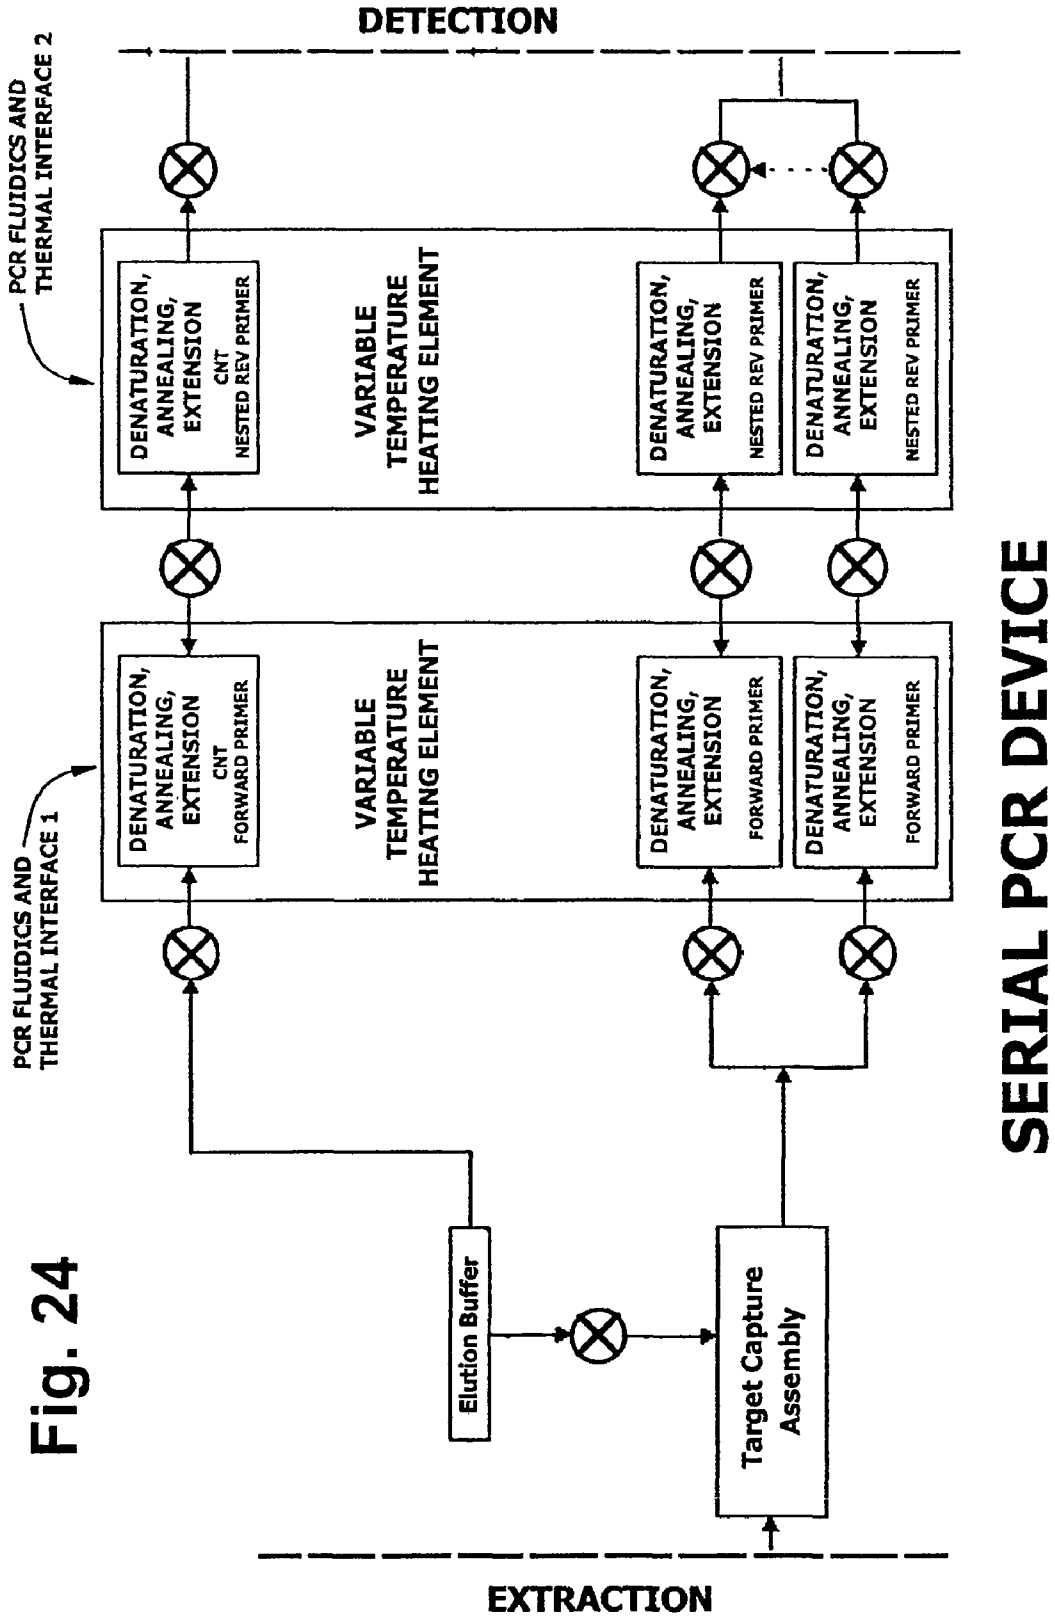 Fig. 24
EXTRACTION
Elution Buffer
Target Capture
Assembly
PCR FLUIDICS AND
THERMAL INTERFACE 1
DENATURATION,
ANNEALING,
EXTENSION
CNT
FORWARD PRIMER
VARIABLE
TEMPERATURE
HEATING ELEMENT
DENATURATION,
ANNEALING,
EXTENSION
FORWARD PRIMER
DENATURATION,
ANNEALING,
EXTENSION
FORWARD PRIMER
PCR FLUIDICS AND
THERMAL INTERFACE 2
DENATURATION,
ANNEALING,
EXTENSION
CNT
NESTED REV PRIMER
VARIABLE
TEMPERATURE
HEATING ELEMENT
DENATURATION,
ANNEALING,
EXTENSION
NESTED REV PRIMER
DENATURATION,
ANNEALING,
EXTENSION
NESTED REV PRIMER
DETECTION
SERIAL PCR DEVICE